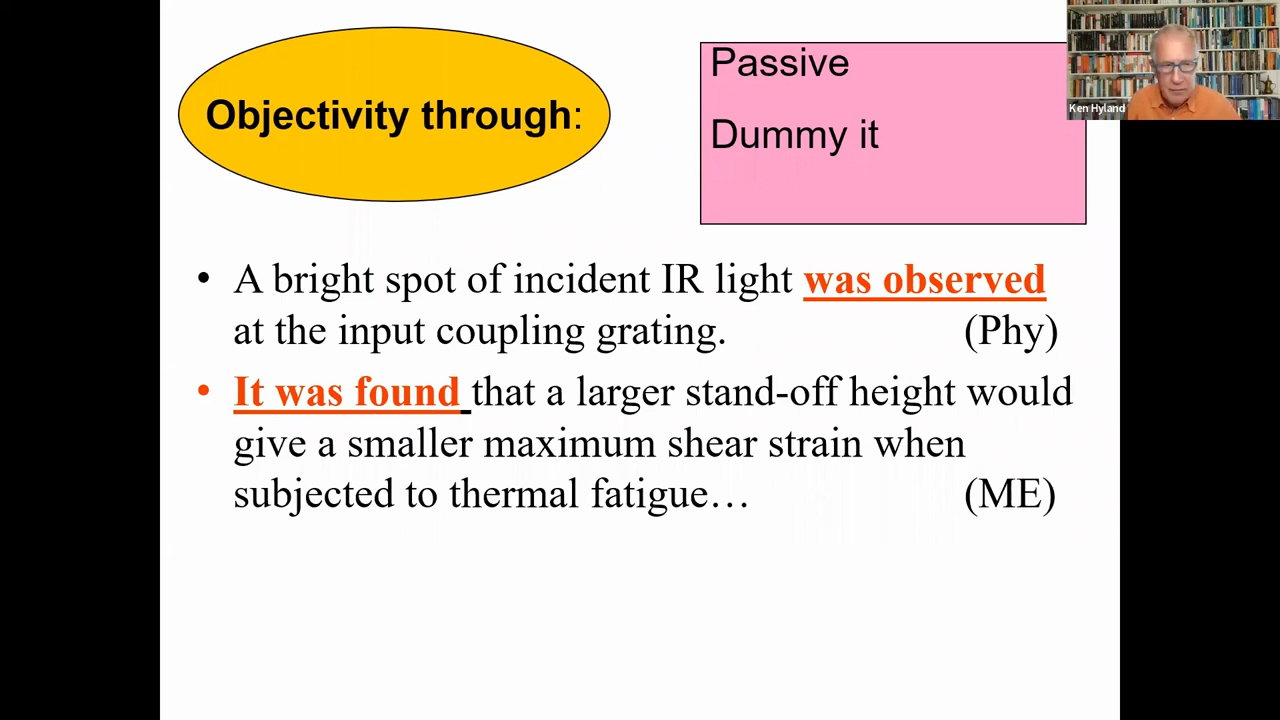 Objectivity through:
Passive
Dummy it
Ken Hyland
• A bright spot of incident IR light was observed
at the input coupling grating. (Phy)
• It was found that a larger stand-off height would
give a smaller maximum shear strain when
subjected to thermal fatigue… (ME)